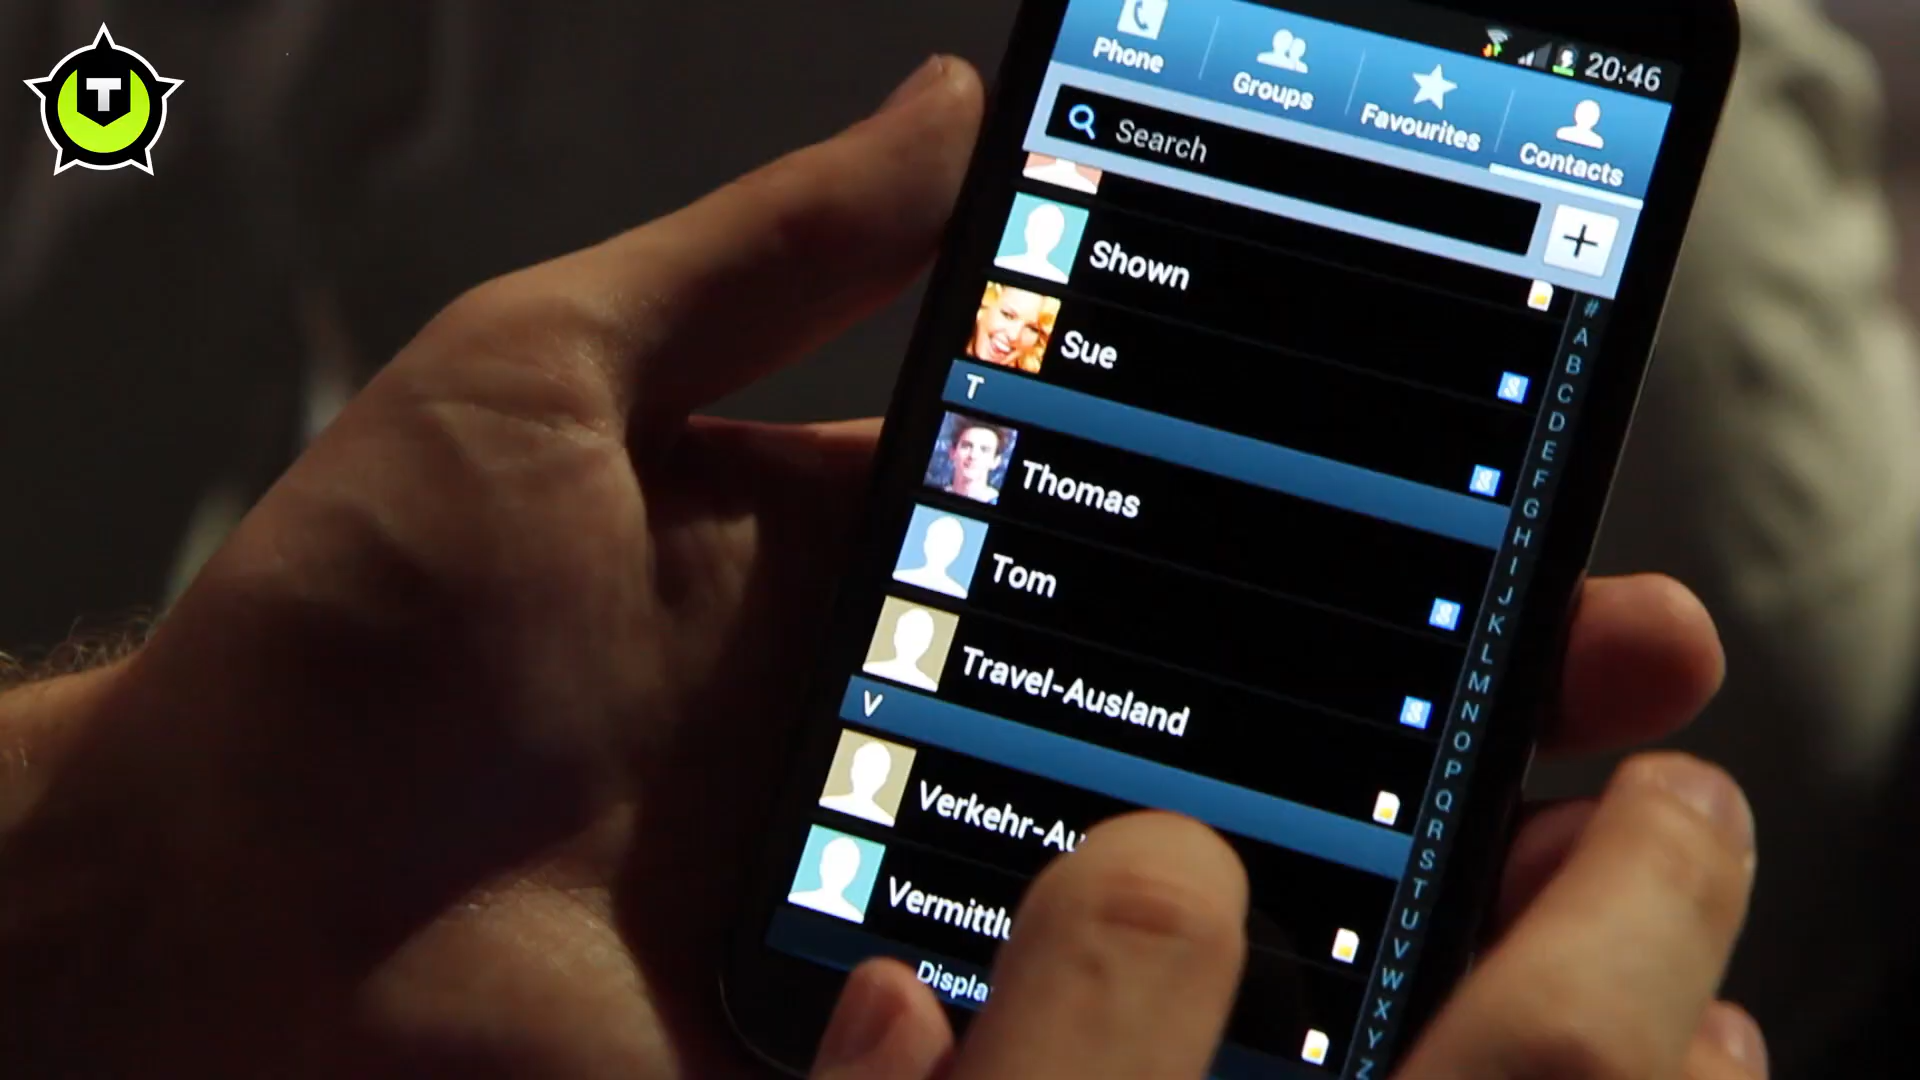 T
20:46
Phone
Groups
Favourites
Contacts
Search
Shown
Sue
T
Thomas
Tom
Travel-Ausland
V
#
A
B
C
D
E
F
G
H
I
J
K
L
M
N
O
P
Q
R
S
T
U
V
W
X
Y
Z